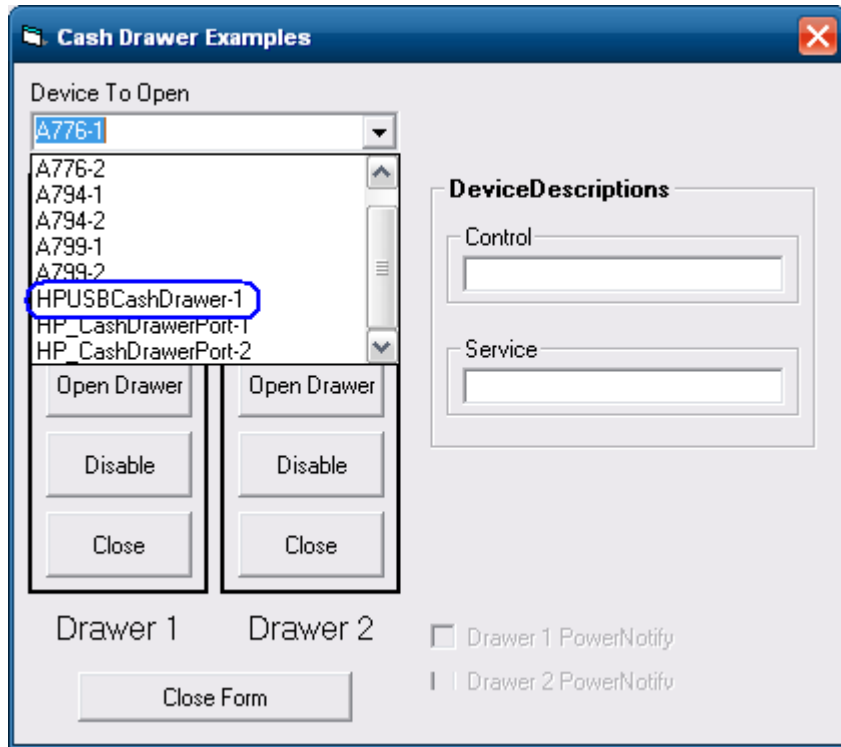 Cash Drawer Examples
Device To Open
A776-1
A776-2
A794-1
A794-2
A799-1
A799-2
HPUSBCashDrawer-1
HP_CashDrawerPort-1
HP_CashDrawerPort-2
Open Drawer
Open Drawer
Disable
Disable
Close
Close
Drawer 1
Drawer 2
Close Form
DeviceDescriptions
Control
Service
Drawer 1 PowerNotify
Drawer 2 PowerNotify